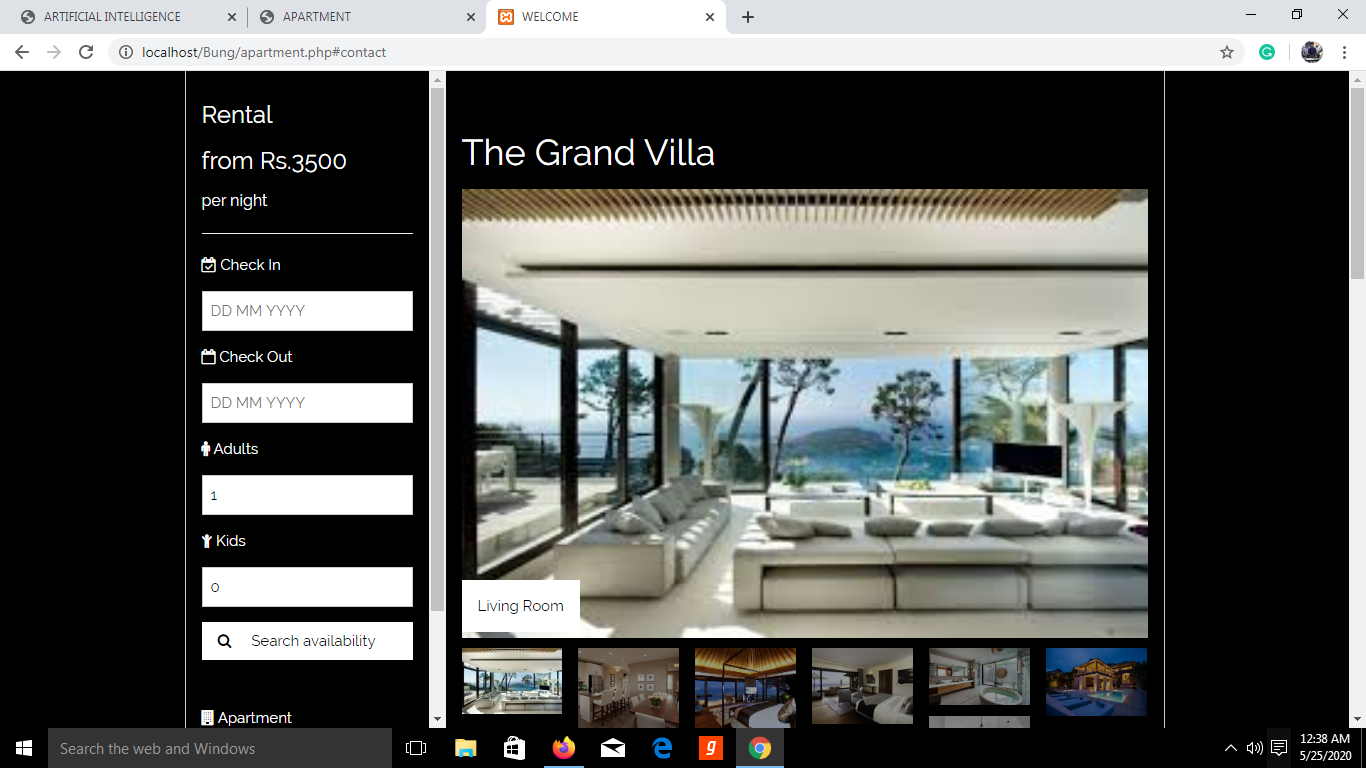 ARTIFICIAL INTELLIGENCE
APARTMENT
WELCOME
localhost/Bung/apartment.php#contact
Rental
from Rs.3500
per night
Check In
DD MM YYYY
Check Out
DD MM YYYY
Adults
1
Kids
0
Search availability
Apartment
The Grand Villa
Living Room
Search the web and Windows
12:38 AM
5/25/2020